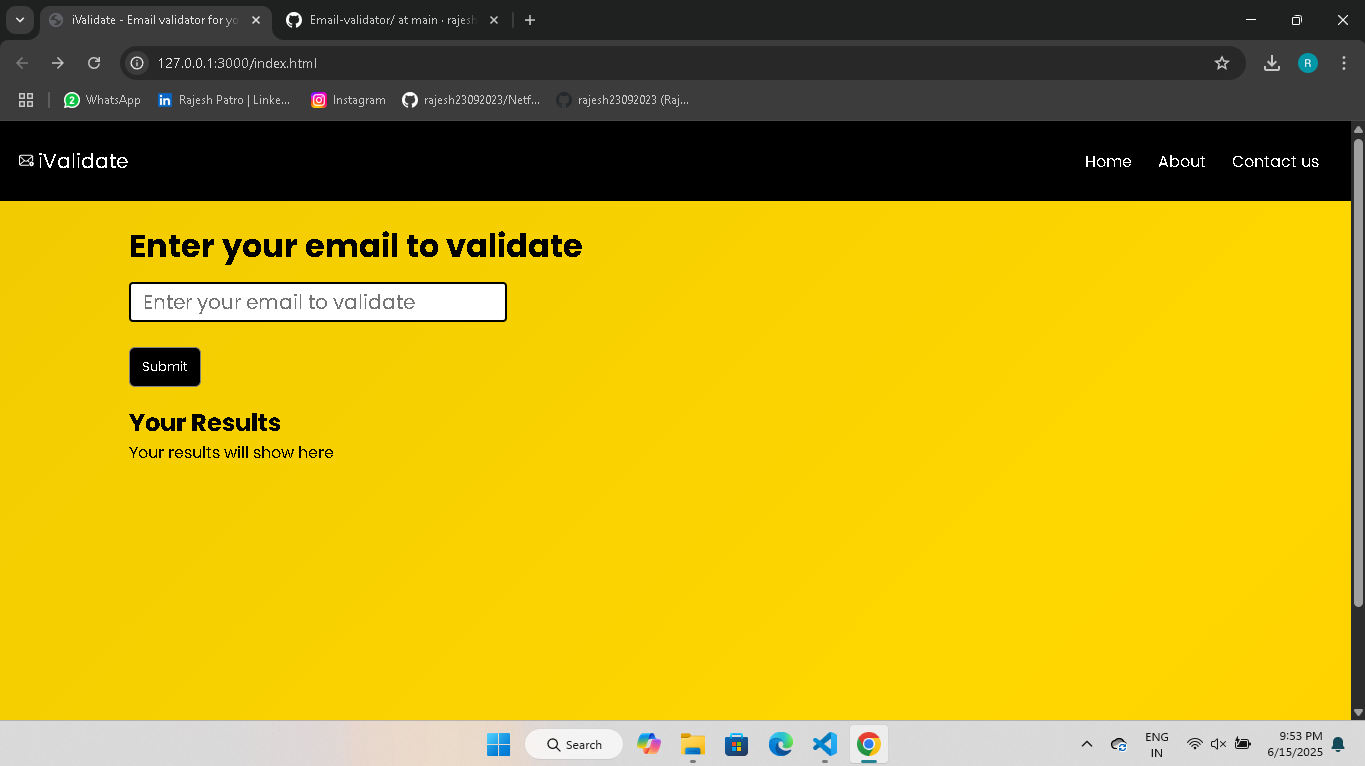 iValidate - Email validator for yo
Email-validator/ at main · rajesh
127.0.0.1:3000/index.html
R
WhatsApp
Rajesh Patro | Linke...
Instagram
rajesh23092023/Netf...
rajesh23092023 (Raj...
iValidate
Home
About
Contact us
Enter your email to validate
Enter your email to validate
Submit
Your Results
Your results will show here
Search
ENG
IN
9:53 PM
6/15/2025